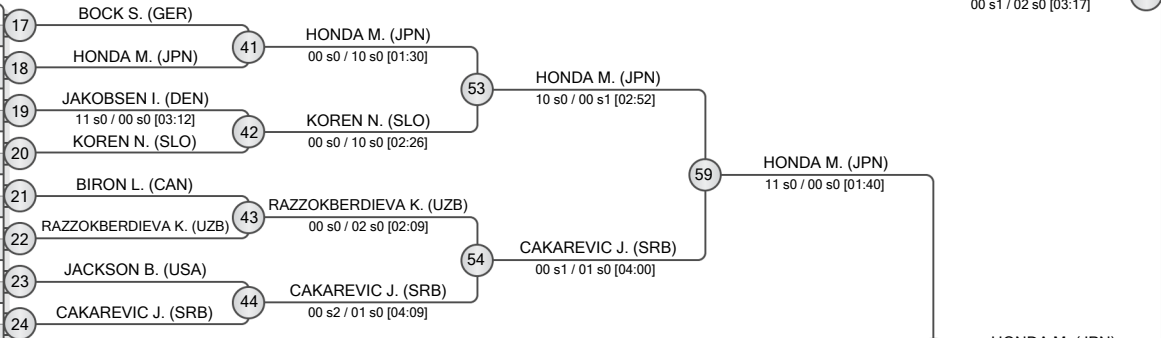 00 s1 / 02 s0 [03:17]
17
BOCK S. (GER)
41
HONDA M. (JPN)
00 s0 / 10 s0 [01:30]
18
HONDA M. (JPN)
53
HONDA M. (JPN)
10 s0 / 00 s1 [02:52]
19
JAKOBSEN I. (DEN)
11 s0 / 00 s0 [03:12]
42
KOREN N. (SLO)
00 s0 / 10 s0 [02:26]
20
KOREN N. (SLO)
59
HONDA M. (JPN)
11 s0 / 00 s0 [01:40]
21
BIRON L. (CAN)
43
RAZZOKBERDIEVA K. (UZB)
00 s0 / 02 s0 [02:09]
22
RAZZOKBERDIEVA K. (UZB)
54
CAKAREVIC J. (SRB)
00 s1 / 01 s0 [04:00]
23
JACKSON B. (USA)
44
CAKAREVIC J. (SRB)
00 s2 / 01 s0 [04:09]
24
CAKAREVIC J. (SRB)